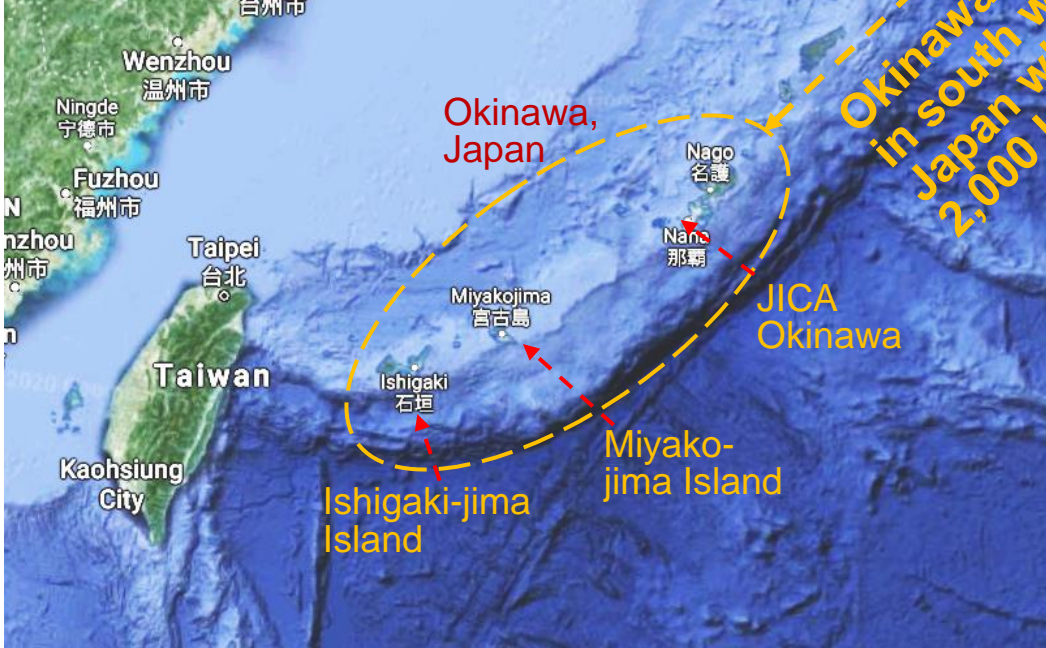 台州市
Wenzhou
温州市
Ningde
宁德市
Fuzhou
福州市
N
nzhou
州市
n
Taipei
台北
Taiwan
Kaohsiung
City
2020
Okinawa,
Japan
Nago
名護
Naha
那覇
Miyakojima
宮古島
Ishigaki
石垣
JICA
Okinawa
Miyako-
jima Island
Ishigaki-jima
Island
Okinawa
in south w
Japan w
2,000